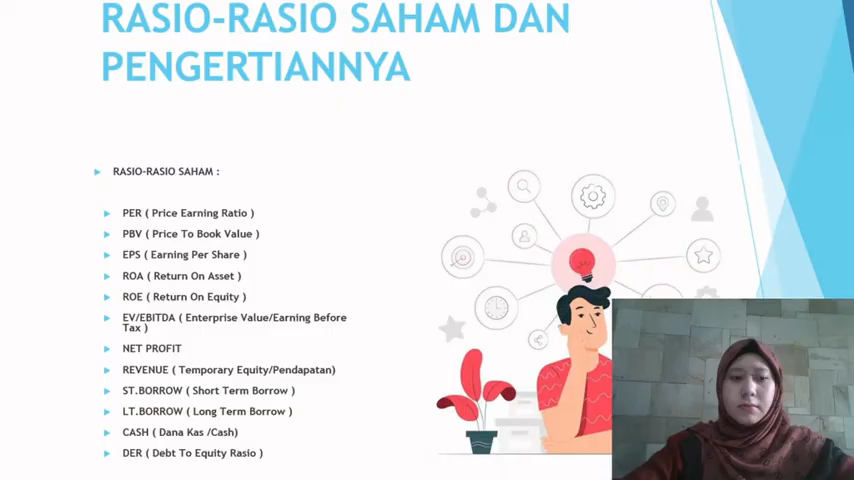 RASIO-RASIO SAHAM DAN
PENGERTIANNYA
RASIO-RASIO SAHAM :
PER ( Price Earning Ratio )
PBV ( Price To Book Value )
EPS ( Earning Per Share )
ROA ( Return On Asset )
ROE ( Return On Equity )
EV/EBITDA ( Enterprise Value/Earning Before
Tax )
NET PROFIT
REVENUE ( Temporary Equity/Pendapatan)
ST.BORROW ( Short Term Borrow )
LT.BORROW ( Long Term Borrow )
CASH ( Dana Kas /Cash)
DER ( Debt To Equity Rasio )